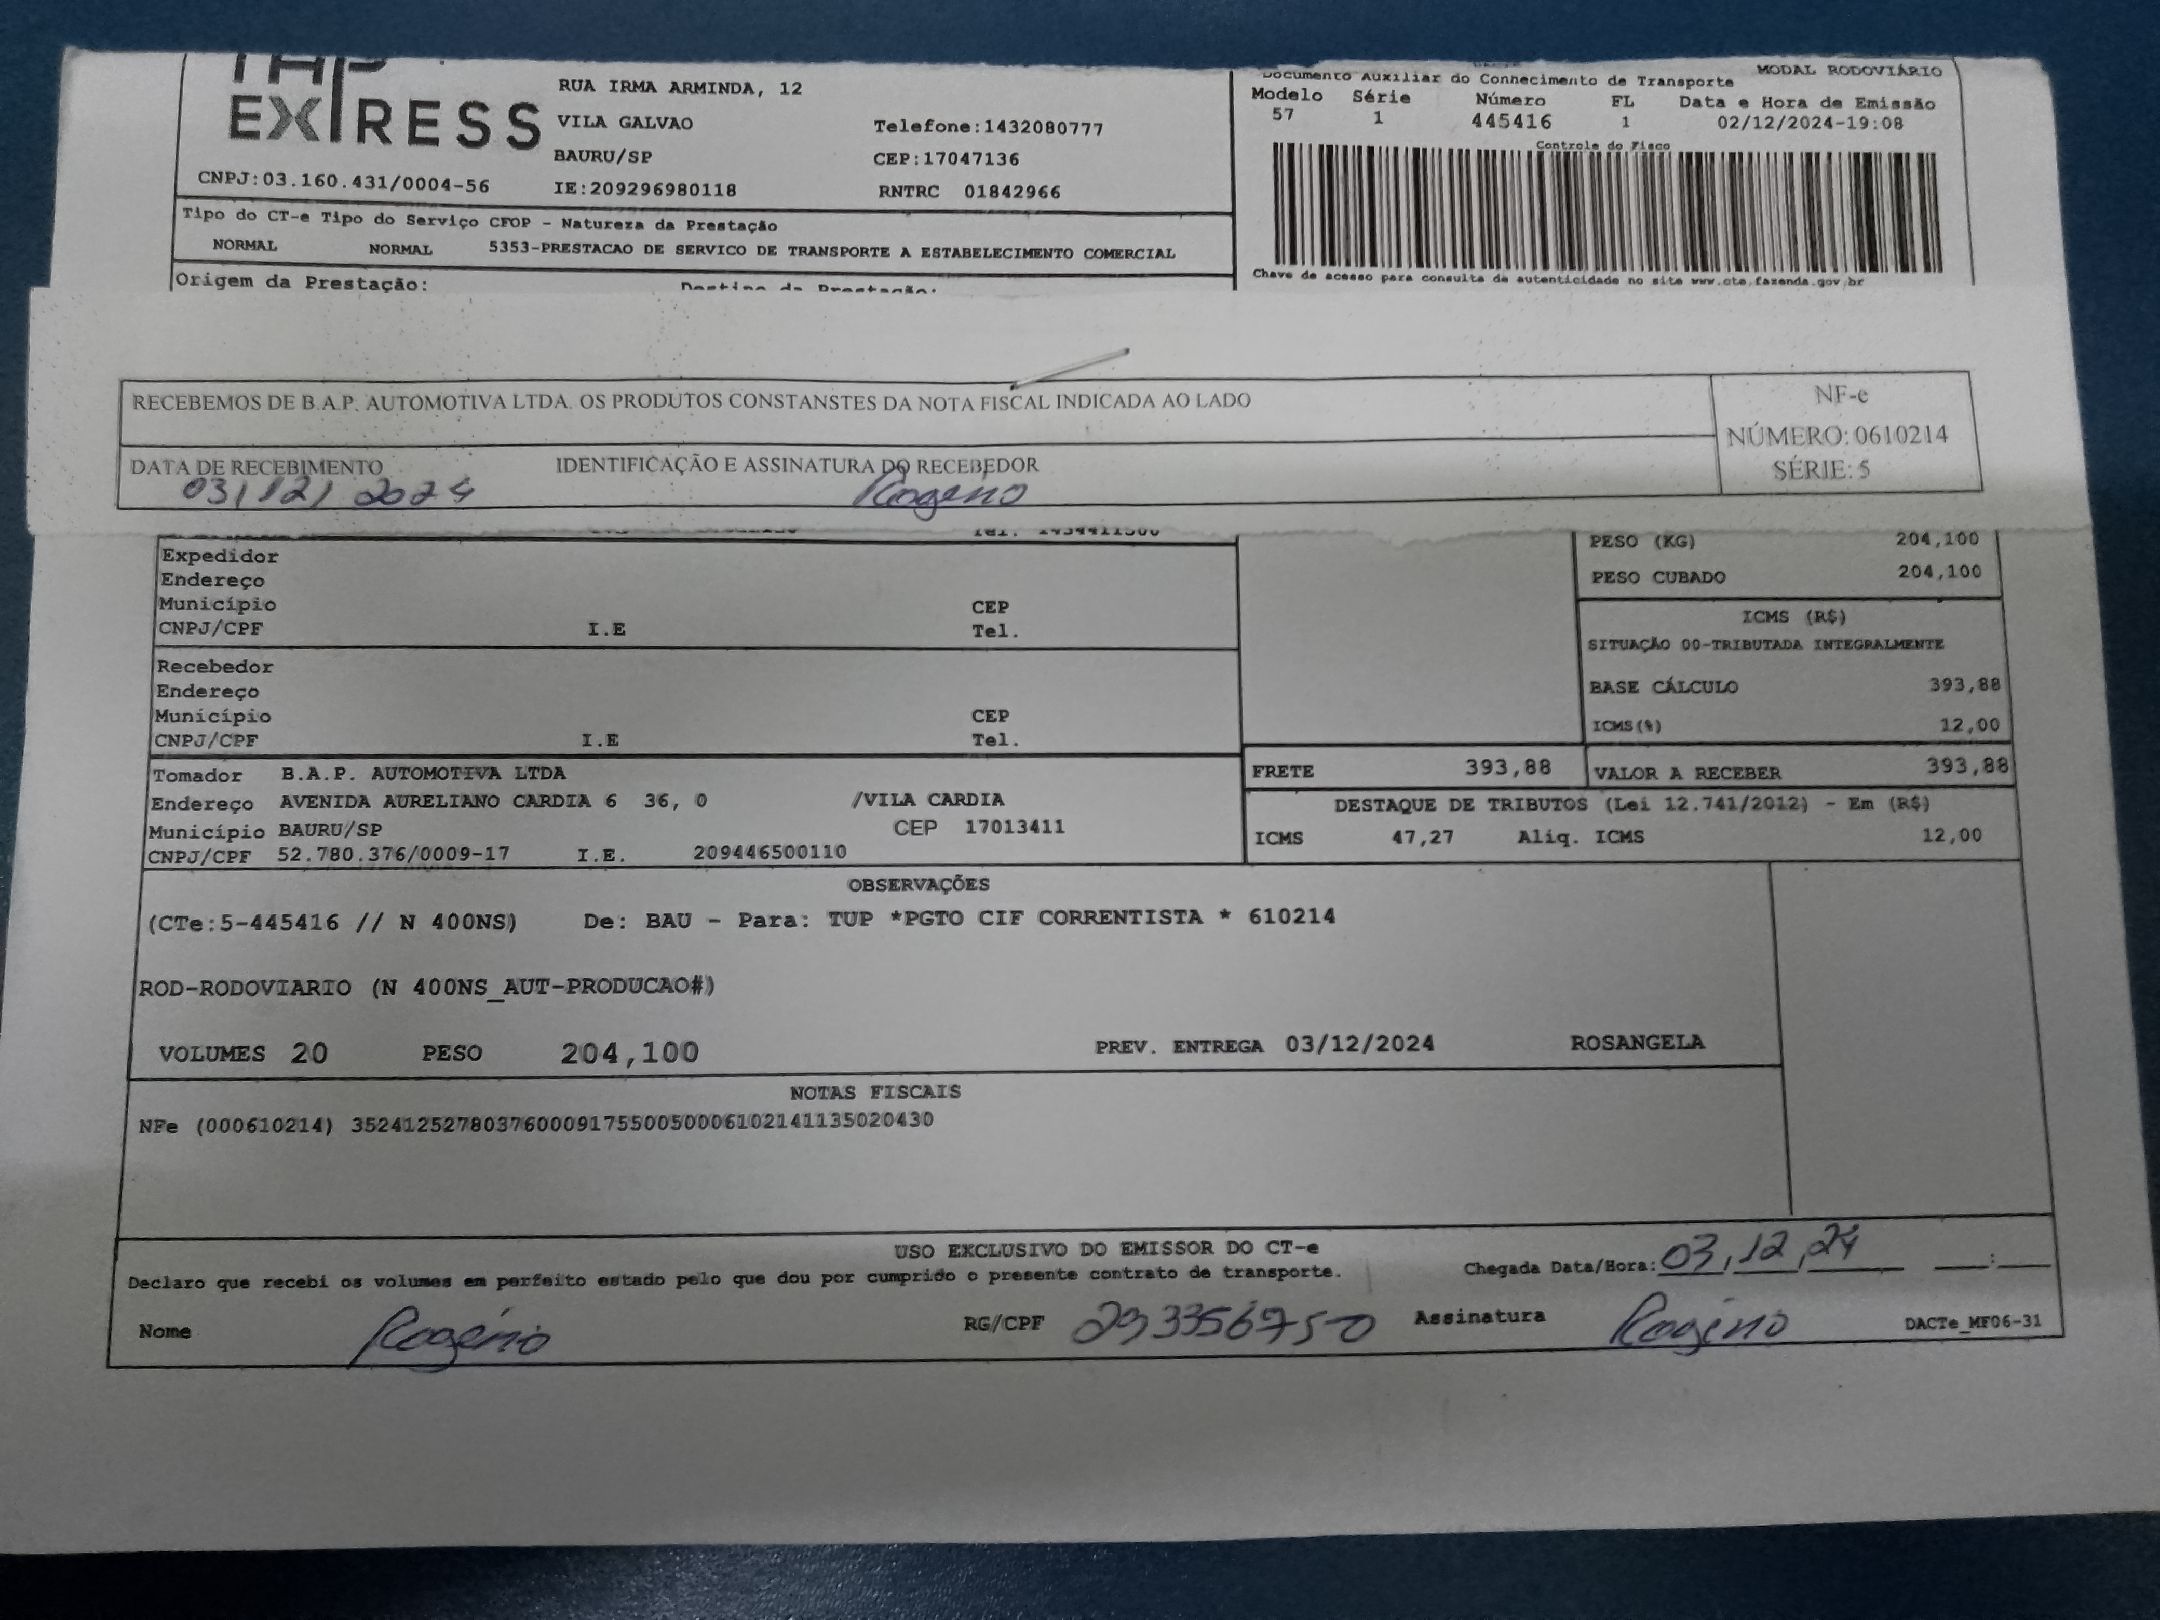 EXPRESS
RUA IRMA ARMINDA, 12
VILA GALVAO
Telefone:1432080777
BAURU/SP
CEP:17047136
CNPJ:03.160.431/0004-56
IE:209296980118
RNTRC 01842966
Documento Auxiliar do Conhecimento de Transporte
MODAL RODOVIÁRIO
Modelo Série Número FL Data e Hora de Emissão
57 1 445416 1 02/12/2024-19:08
Controle do Fisco
Chave de acesso para consulta de autenticidade no site www.cte.fazenda.gov.br
Tipo do CT-e Tipo do Serviço CFOP - Natureza da Prestação
NORMAL NORMAL 5353-PRESTACAO DE SERVICO DE TRANSPORTE A ESTABELECIMENTO COMERCIAL
Origem da Prestação: Destino da Prestação:
RECEBEMOS DE B.A.P. AUTOMOTIVA LTDA. OS PRODUTOS CONSTANSTES DA NOTA FISCAL INDICADA AO LADO
NF-e
NÚMERO: 0610214
SÉRIE: 5
DATA DE RECEBIMENTO IDENTIFICAÇÃO E ASSINATURA DO RECEBEDOR
03/12/2024 Rogério
Expedidor
Endereço
Município CEP
CNPJ/CPF I.E Tel.
Recebedor
Endereço
Município CEP
CNPJ/CPF I.E Tel.
PESO (KG) 204,100
PESO CUBADO 204,100
ICMS (R$)
SITUAÇÃO 00-TRIBUTADA INTEGRALMENTE
BASE CÁLCULO 393,88
ICMS(%) 12,00
Tomador B.A.P. AUTOMOTIVA LTDA
Endereço AVENIDA AURELIANO CARDIA 6 36, 0 /VILA CARDIA
Município BAURU/SP CEP 17013411
CNPJ/CPF 52.780.376/0009-17 I.E. 209446500110
FRETE 393,88 VALOR A RECEBER 393,88
DESTAQUE DE TRIBUTOS (Lei 12.741/2012) - Em (R$)
ICMS 47,27 Aliq. ICMS 12,00
OBSERVAÇÕES
(CTe:5-445416 // N 400NS) De: BAU - Para: TUP *PGTO CIF CORRENTISTA * 610214
ROD-RODOVIARIO (N 400NS_AUT-PRODUCAO#)
VOLUMES 20 PESO 204,100 PREV. ENTREGA 03/12/2024 ROSANGELA
NOTAS FISCAIS
NFe (000610214) 35241252780376000917550050006102141135020430
USO EXCLUSIVO DO EMISSOR DO CT-e
Declaro que recebi os volumes em perfeito estado pelo que dou por cumprido o presente contrato de transporte.
Chegada Data/Hora: 03,12,24 :
Nome Rogério RG/CPF 293356750 Assinatura Rogério DACTe_MF06-31